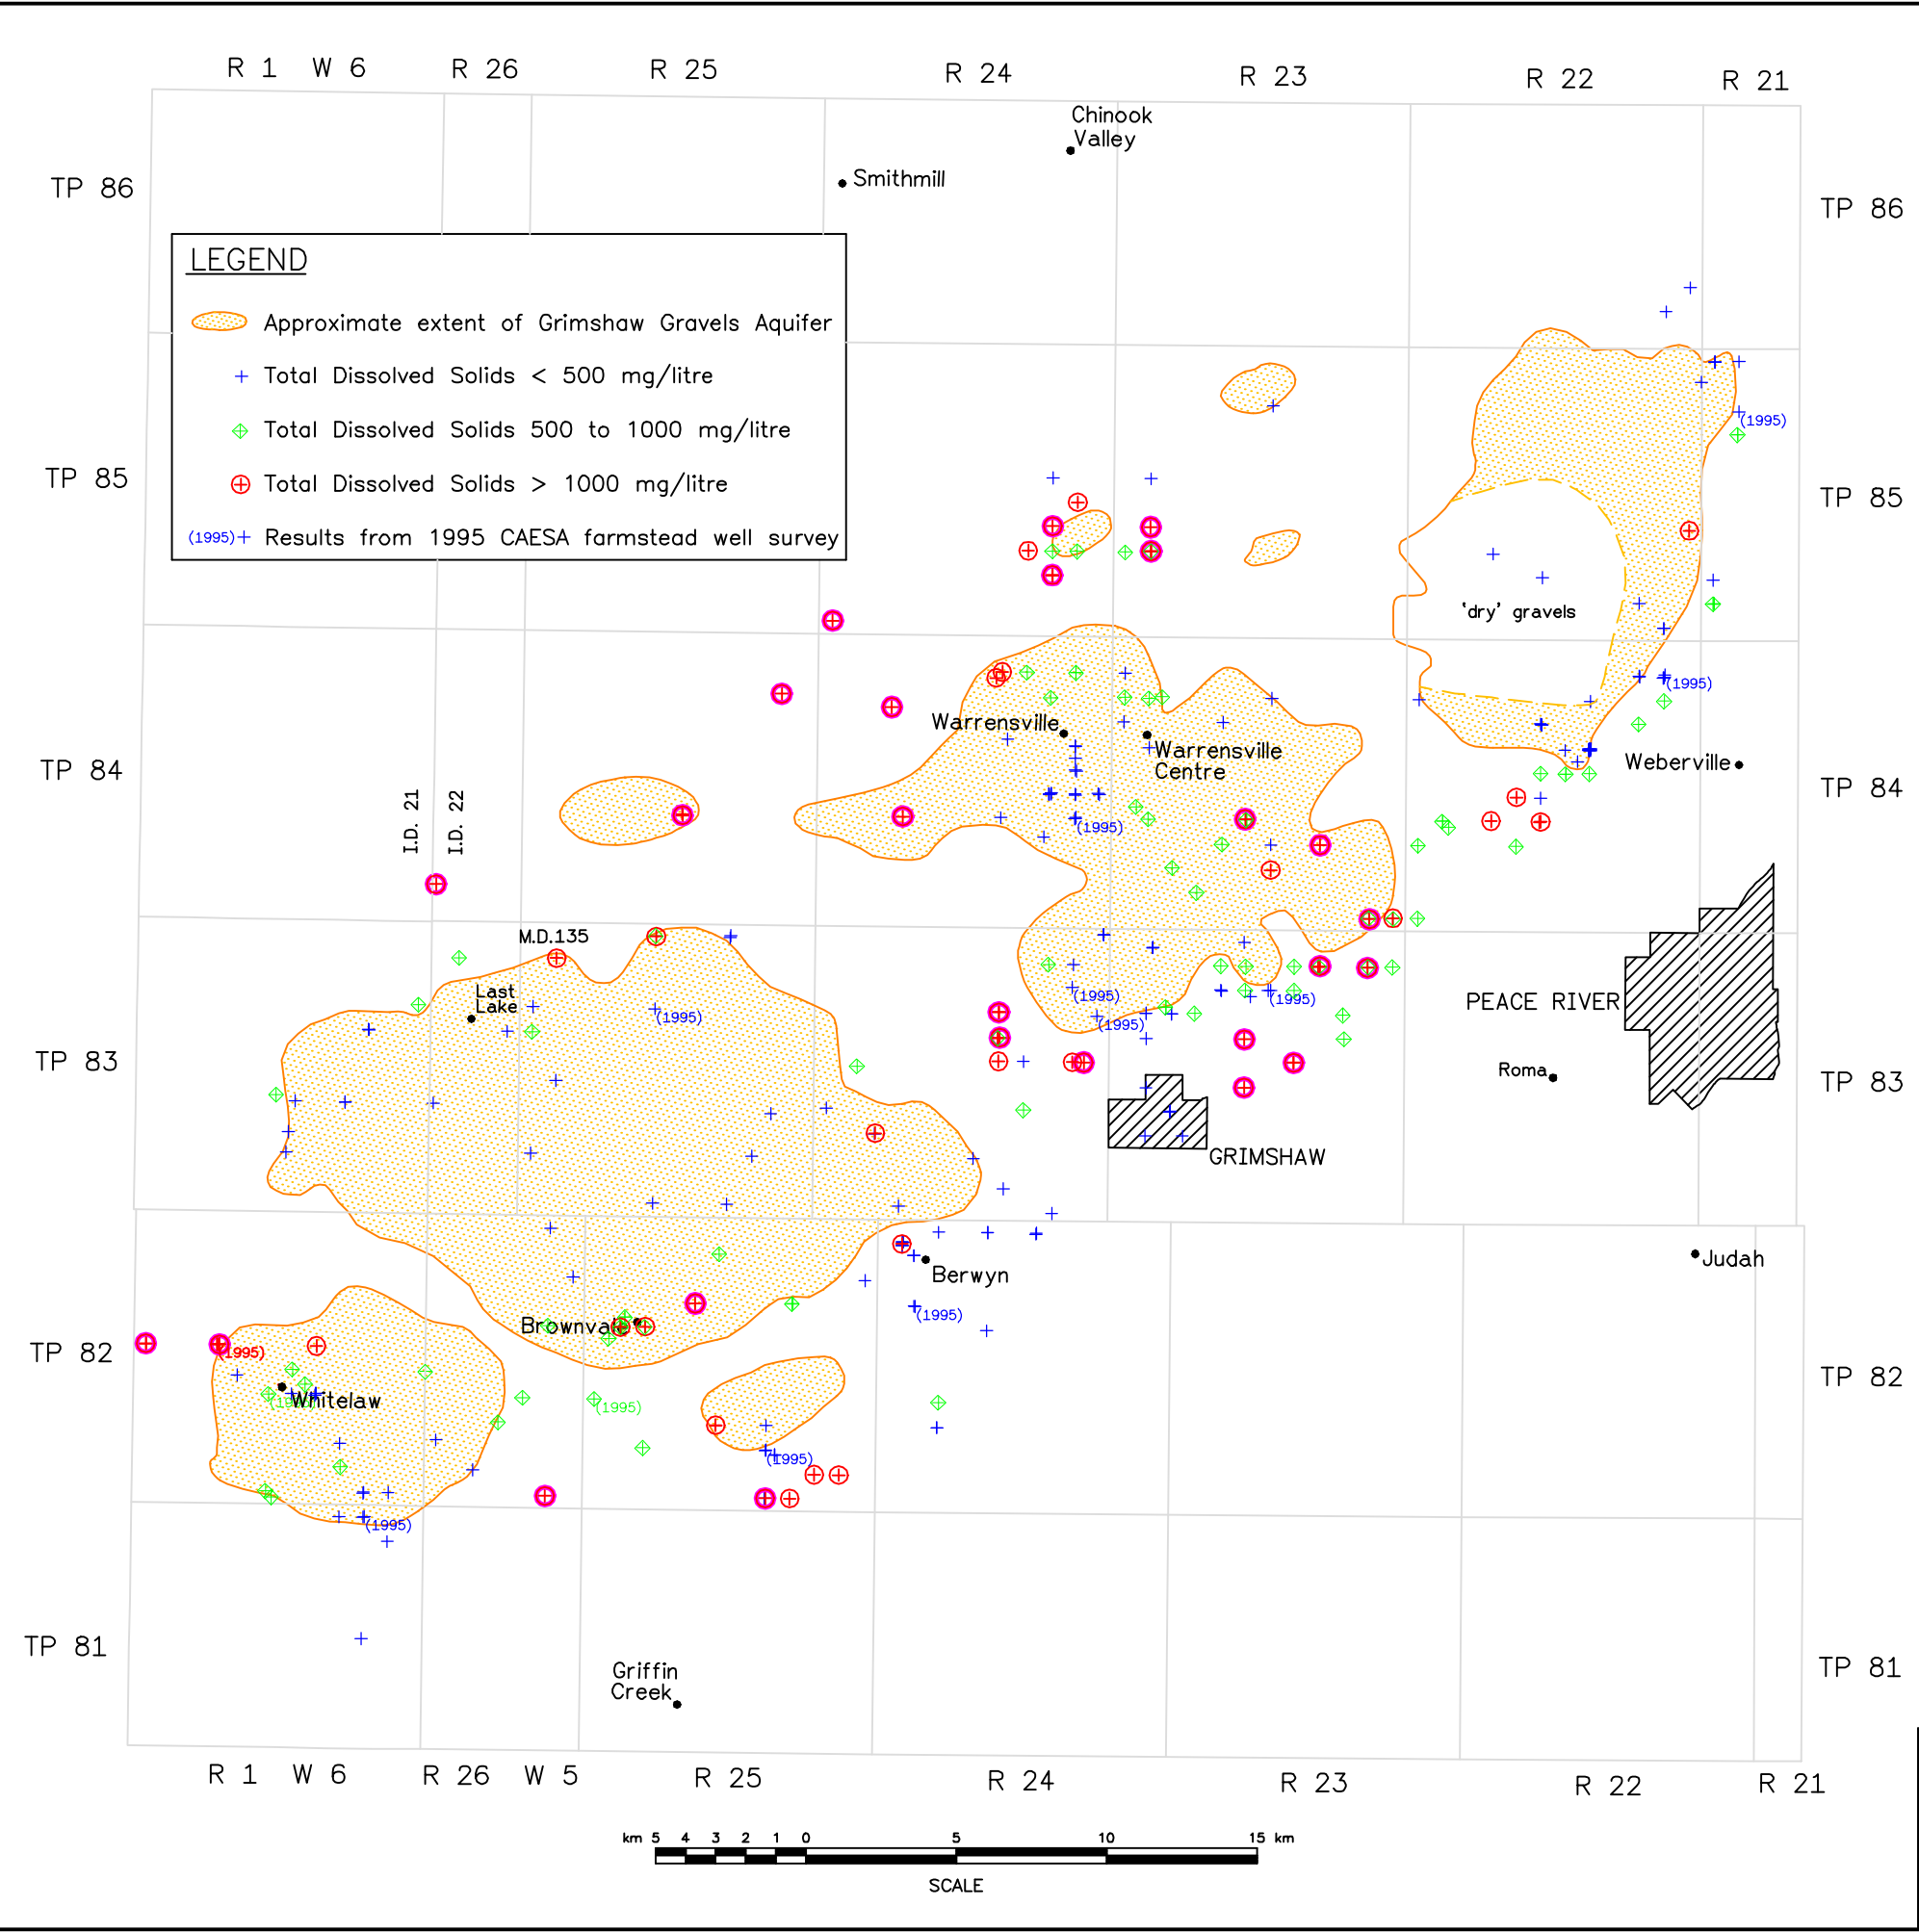 R 1 W 6 R 26 R 25 R 24 R 23 R 22 R 21
Chinook
Valley
Smithmill
TP 86
TP 86
LEGEND
Approximate extent of Grimshaw Gravels Aquifer
Total Dissolved Solids < 500 mg/litre
Total Dissolved Solids 500 to 1000 mg/litre
Total Dissolved Solids > 1000 mg/litre
(1995)+ Results from 1995 CAESA farmstead well survey
(1995)
TP 85
TP 85
'dry' gravels
(1995)
Warrensville
Warrensville
Centre
Weberville
TP 84
TP 84
I.D. 21
I.D. 22
(1995)
M.D.135
Last
Lake
(1995)
(1995)
(1995)
(1995)
PEACE RIVER
Roma
TP 83
TP 83
GRIMSHAW
Judah
Berwyn
(1995)
TP 82
(1995)
TP 82
Whitelaw
(1995)
(1995)
(1995)
TP 81
TP 81
Griffin
Creek
R 1 W 6 R 26 W 5 R 25 R 24 R 23 R 22 R 21
km 5 4 3 2 1 0 5 10 15 km
SCALE